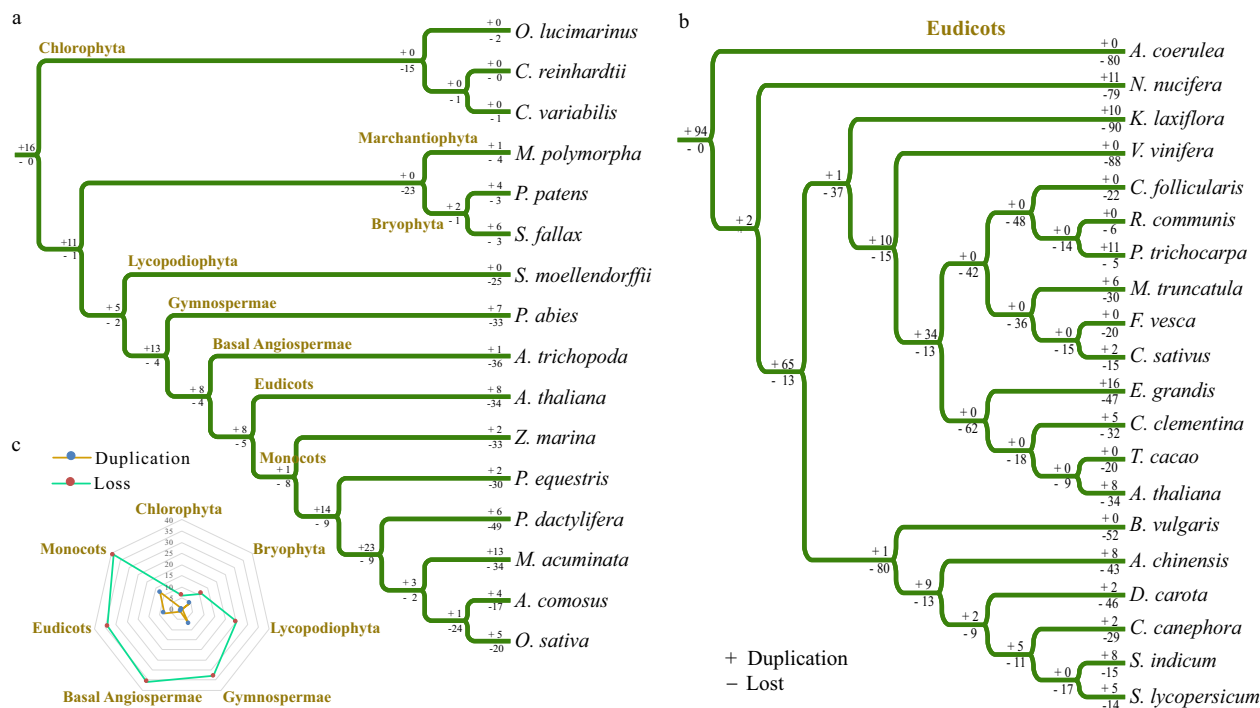 a
Chlorophyta
+ 0
- 2
O. lucimarinus
+ 0
-15
+ 0
- 0
C. reinhardtii
+ 0
- 1
+ 0
- 1
C. variabilis
+16
- 0
Marchantiophyta
+ 1
- 4
M. polymorpha
+ 0
-23
+ 4
- 3
P. patens
+ 2
- 1
Bryophyta
+ 6
- 3
S. fallax
+11
- 1
Lycopodiophyta
+ 0
-25
S. moellendorffii
+ 5
- 2
Gymnospermae
+ 7
-33
P. abies
+13
- 4
Basal Angiospermae
+ 1
-36
A. trichopoda
+ 8
- 4
Eudicots
+ 8
-34
A. thaliana
+ 8
- 5
+ 2
-33
Z. marina
Monocots
+ 1
- 8
+ 2
-30
P. equestris
+14
- 9
+ 6
-49
P. dactylifera
+23
- 9
+13
- 34
M. acuminata
+ 3
- 2
+ 4
-17
A. comosus
+ 1
-24
+ 5
-20
O. sativa
c
Duplication
Loss
Chlorophyta
40
35
30
25
20
15
10
5
0
Monocots
Bryophyta
Eudicots
Lycopodiophyta
Basal Angiospermae
Gymnospermae
b
Eudicots
+ 0
- 80
A. coerulea
+11
-79
N. nucifera
+10
- 90
K. laxiflora
+ 94
- 0
+ 0
-88
V. vinifera
+ 1
- 37
+ 0
-22
C. follicularis
+ 0
- 48
+0
- 6
R. communis
+ 0
- 14
+11
- 5
P. trichocarpa
+ 2
+ 10
- 15
+ 0
- 42
+ 6
-30
M. truncatula
+ 0
- 36
+ 0
-20
F. vesca
+ 0
- 15
+ 2
-15
C. sativus
+ 34
- 13
+ 65
- 13
+16
-47
E. grandis
+0
- 62
+ 5
- 32
C. clementina
+ 0
- 18
+ 0
-20
T. cacao
+ 0
- 9
+ 8
- 34
A. thaliana
+ 0
-52
B. vulgaris
+ 1
- 80
+ 8
- 43
A. chinensis
+ 9
- 13
+ 2
- 46
D. carota
+ 2
- 9
+ 2
-29
C. canephora
+ 5
- 11
+ 8
-15
S. indicum
+ 0
- 17
+ 5
-14
S. lycopersicum
+ Duplication
– Lost